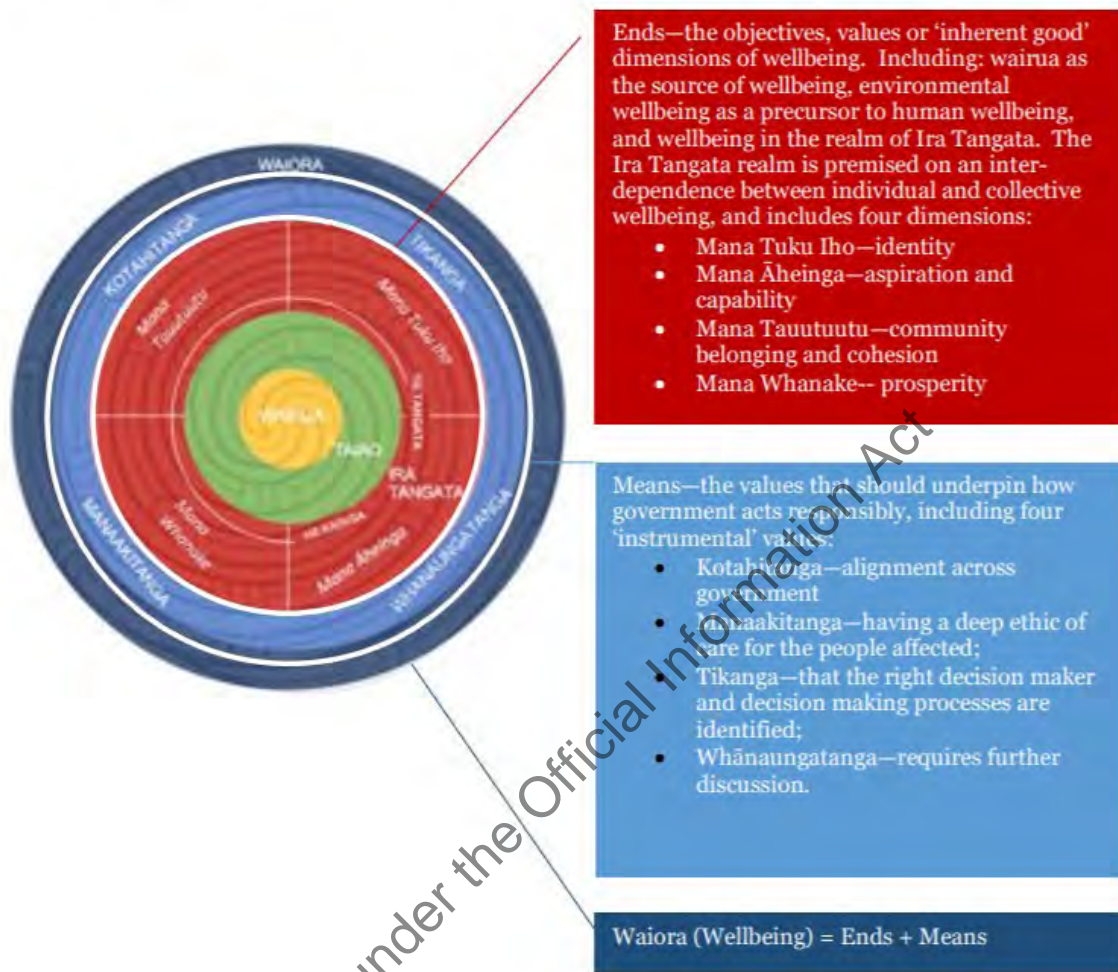 WAIORA
KOTAHITANGA
TIKANGA
Mana
Tauutuutu
Mana Tuku Iho
WAIRUA
TAIAO
IRA
TANGATA
Mana
Whanake
Mana Āheinga
MANAAKITANGA
WHANAUNGATANGA
Ends—the objectives, values or ‘inherent good’
dimensions of wellbeing. Including: wairua as
the source of wellbeing, environmental
wellbeing as a precursor to human wellbeing,
and wellbeing in the realm of Ira Tangata. The
Ira Tangata realm is premised on an inter-
dependence between individual and collective
wellbeing, and includes four dimensions:
• Mana Tuku Iho—identity
• Mana Āheinga—aspiration and
capability
• Mana Tauutuutu—community
belonging and cohesion
• Mana Whanake-- prosperity
Means—the values that should underpin how
government acts responsibly, including four
‘instrumental’ values:
• Kotahitanga—alignment across
government
• Manaakitanga—having a deep ethic of
care for the people affected;
• Tikanga—that the right decision maker
and decision making processes are
identified;
• Whānaungatanga—requires further
discussion.
Waiora (Wellbeing) = Ends + Means
under the Official Information Act